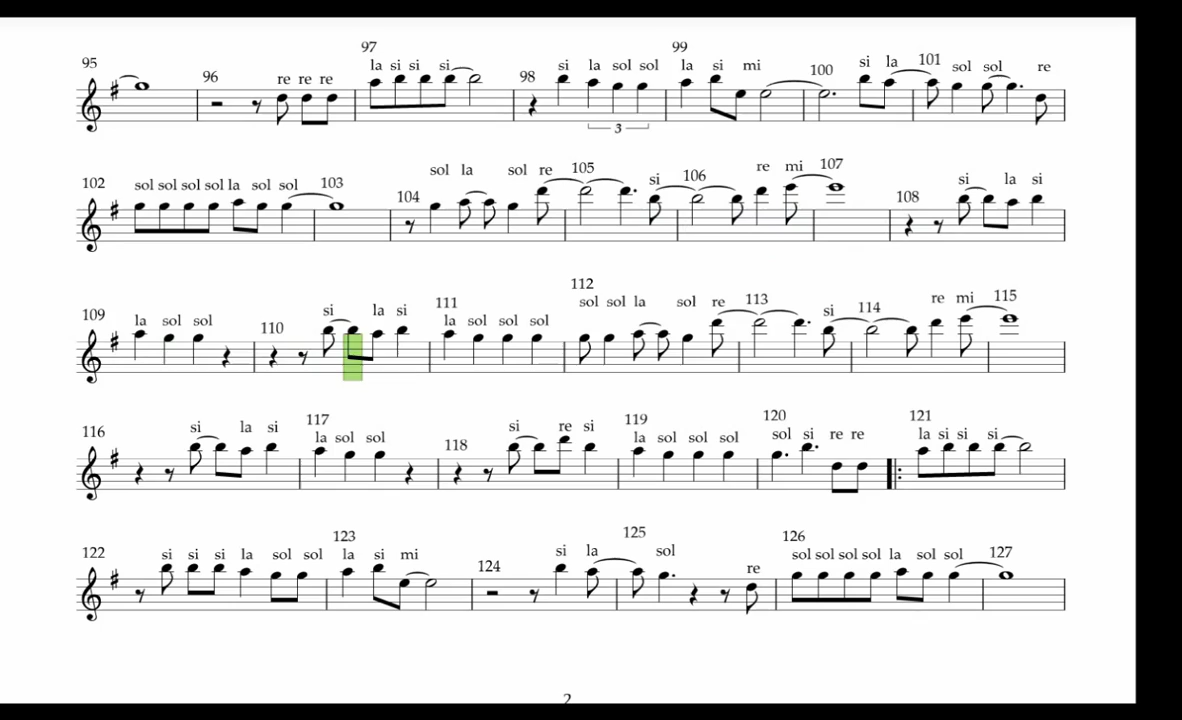 95 96 re re re 97 la si si si 98 si la sol sol 3 99 la si mi 100 si la 101 sol sol re
102 sol sol sol sol la sol sol 103 104 sol la sol re 105 si 106 re mi 107 108 si la si
109 la sol sol 110 si la si 111 la sol sol sol 112 sol sol la sol re 113 si 114 re mi 115
116 si la si 117 la sol sol 118 si re si 119 la sol sol sol 120 sol si re re 121 la si si si
122 si si si la sol sol 123 la si mi 124 si la 125 sol re 126 sol sol sol sol la sol sol 127
2